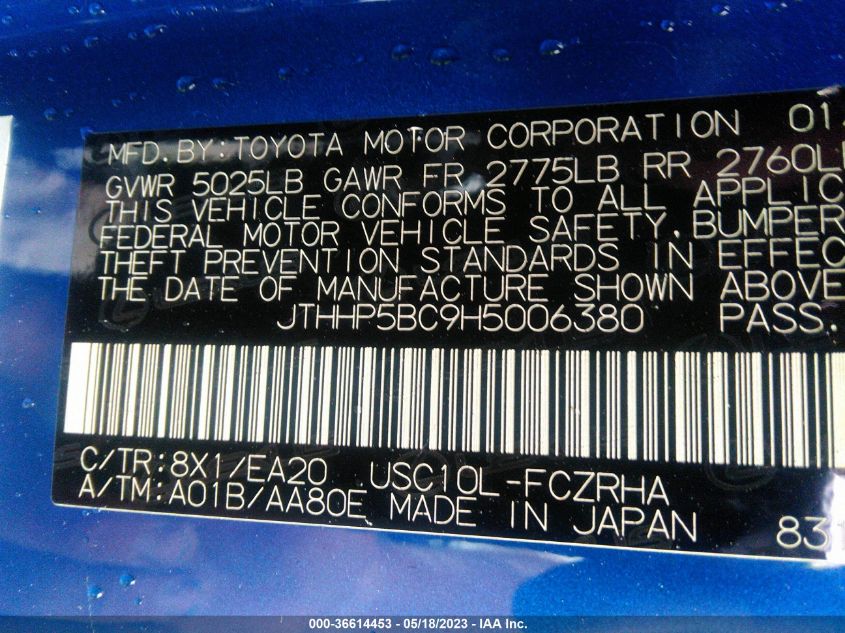 MFD.BY:TOYOTA MOTOR CORPORATION 01
GVWR 5025LB GAWR FR 2775LB RR 2760L
THIS VEHICLE CONFORMS TO ALL APPLIC
FEDERAL MOTOR VEHICLE SAFETY, BUMPER
THEFT PREVENTION STANDARDS IN EFFEC
THE DATE OF MANUFACTURE SHOWN ABOVE
JTHHP5BC9H5006380 PASS.
C/TR:8X1/EA20 USC10L-FCZRHA
A/TM:A01B/AA80E MADE IN JAPAN 831
000-36614453 - 05/18/2023 - IAA Inc.